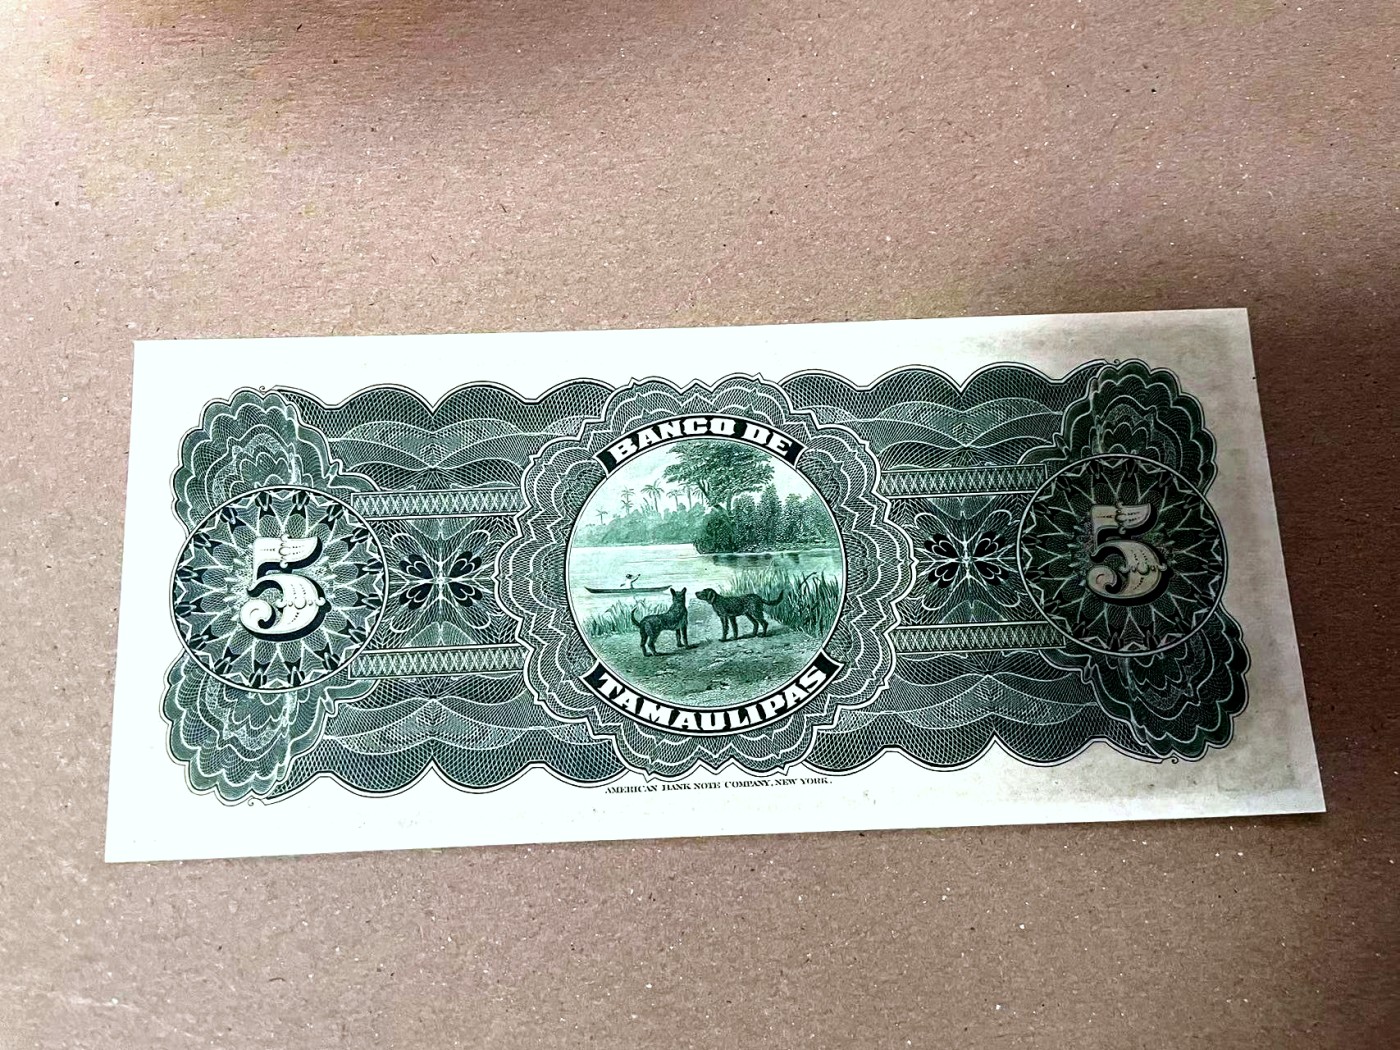 BANCO DE
5
5
TAMAULIPAS
AMERICAN BANK NOTE COMPANY, NEW YORK.